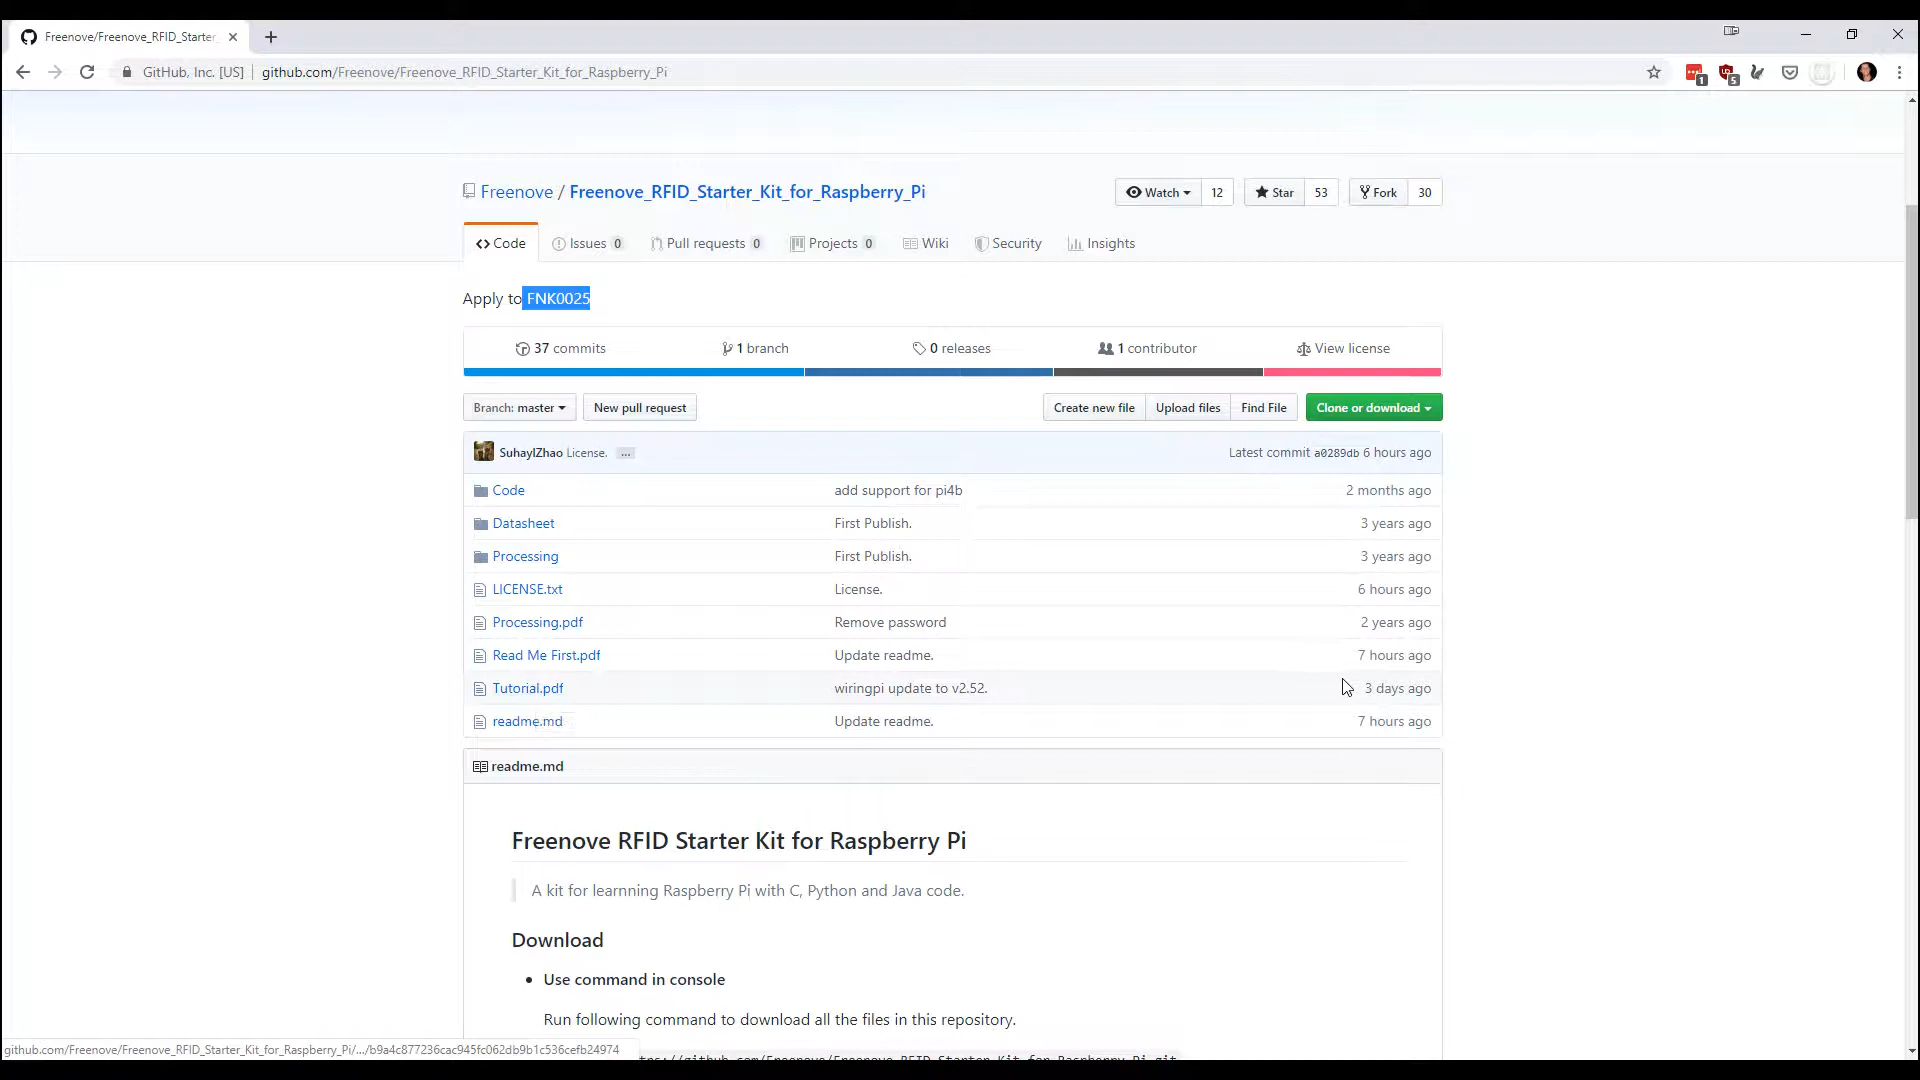 Freenove/Freenove_RFID_Starter
GitHub, Inc. [US] github.com/Freenove/Freenove_RFID_Starter_Kit_for_Raspberry_Pi
1
5
Freenove / Freenove_RFID_Starter_Kit_for_Raspberry_Pi
Watch 12 Star 53 Fork 30
Code Issues 0 Pull requests 0 Projects 0 Wiki Security Insights
Apply to FNK0025
37 commits 1 branch 0 releases 1 contributor View license
Branch: master New pull request Create new file Upload files Find File Clone or download
SuhaylZhao License. ... Latest commit a0289db 6 hours ago
Code add support for pi4b 2 months ago
Datasheet First Publish. 3 years ago
Processing First Publish. 3 years ago
LICENSE.txt License. 6 hours ago
Processing.pdf Remove password 2 years ago
Read Me First.pdf Update readme. 7 hours ago
Tutorial.pdf wiringpi update to v2.52. 3 days ago
readme.md Update readme. 7 hours ago
readme.md
Freenove RFID Starter Kit for Raspberry Pi
A kit for learnning Raspberry Pi with C, Python and Java code.
Download
Use command in console
Run following command to download all the files in this repository.
github.com/Freenove/Freenove_RFID_Starter_Kit_for_Raspberry_Pi/.../b9a4c877236cac945fc062db9b1c536cefb24974
://github.com/Freenove/Freenove_RFID_Starter_Kit_for_Raspberry_Pi.git